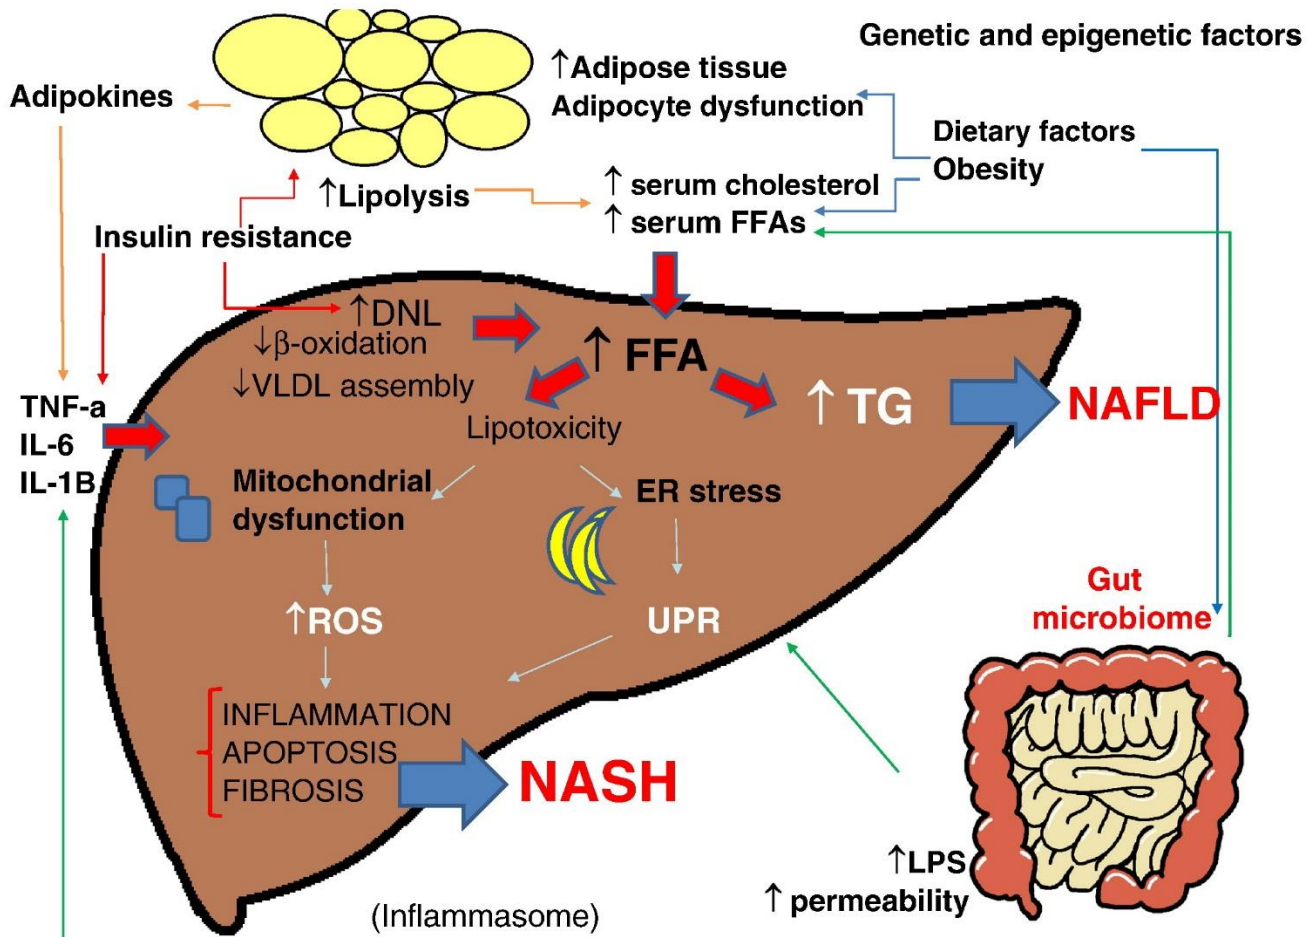 Genetic and epigenetic factors
↑Adipose tissue
Adipocyte dysfunction
Adipokines
Dietary factors
Obesity
↑Lipolysis
↑ serum cholesterol
↑ serum FFAs
Insulin resistance
↑DNL
↓β-oxidation
↓VLDL assembly
↑ FFA
↑ TG
NAFLD
TNF-a
IL-6
IL-1B
Lipotoxicity
Mitochondrial
dysfunction
ER stress
↑ROS
UPR
Gut
microbiome
INFLAMMATION
APOPTOSIS
FIBROSIS
NASH
↑LPS
↑ permeability
(Inflammasome)